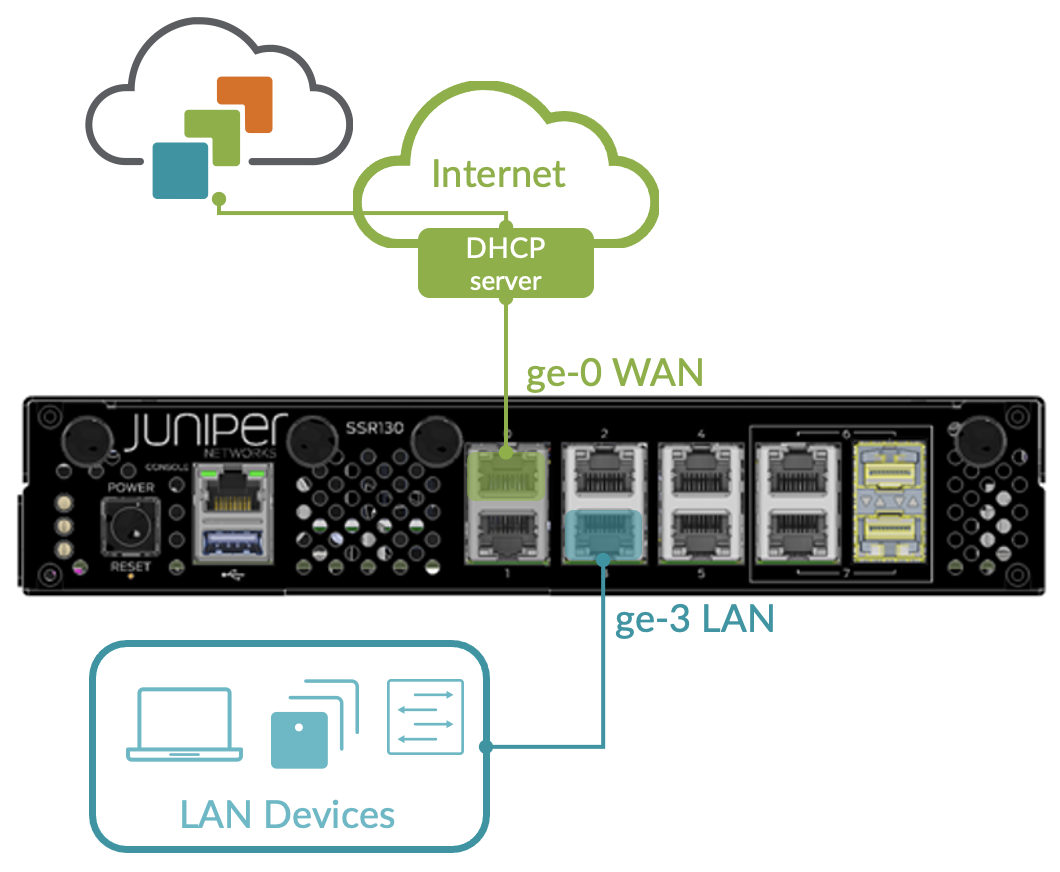 Internet
DHCP
server
ge-0 WAN
JUNIPER
NETWORKS
SSR130
CONSOLE
POWER
RESET
0
2
4
6
1
5
7
ge-3 LAN
LAN Devices